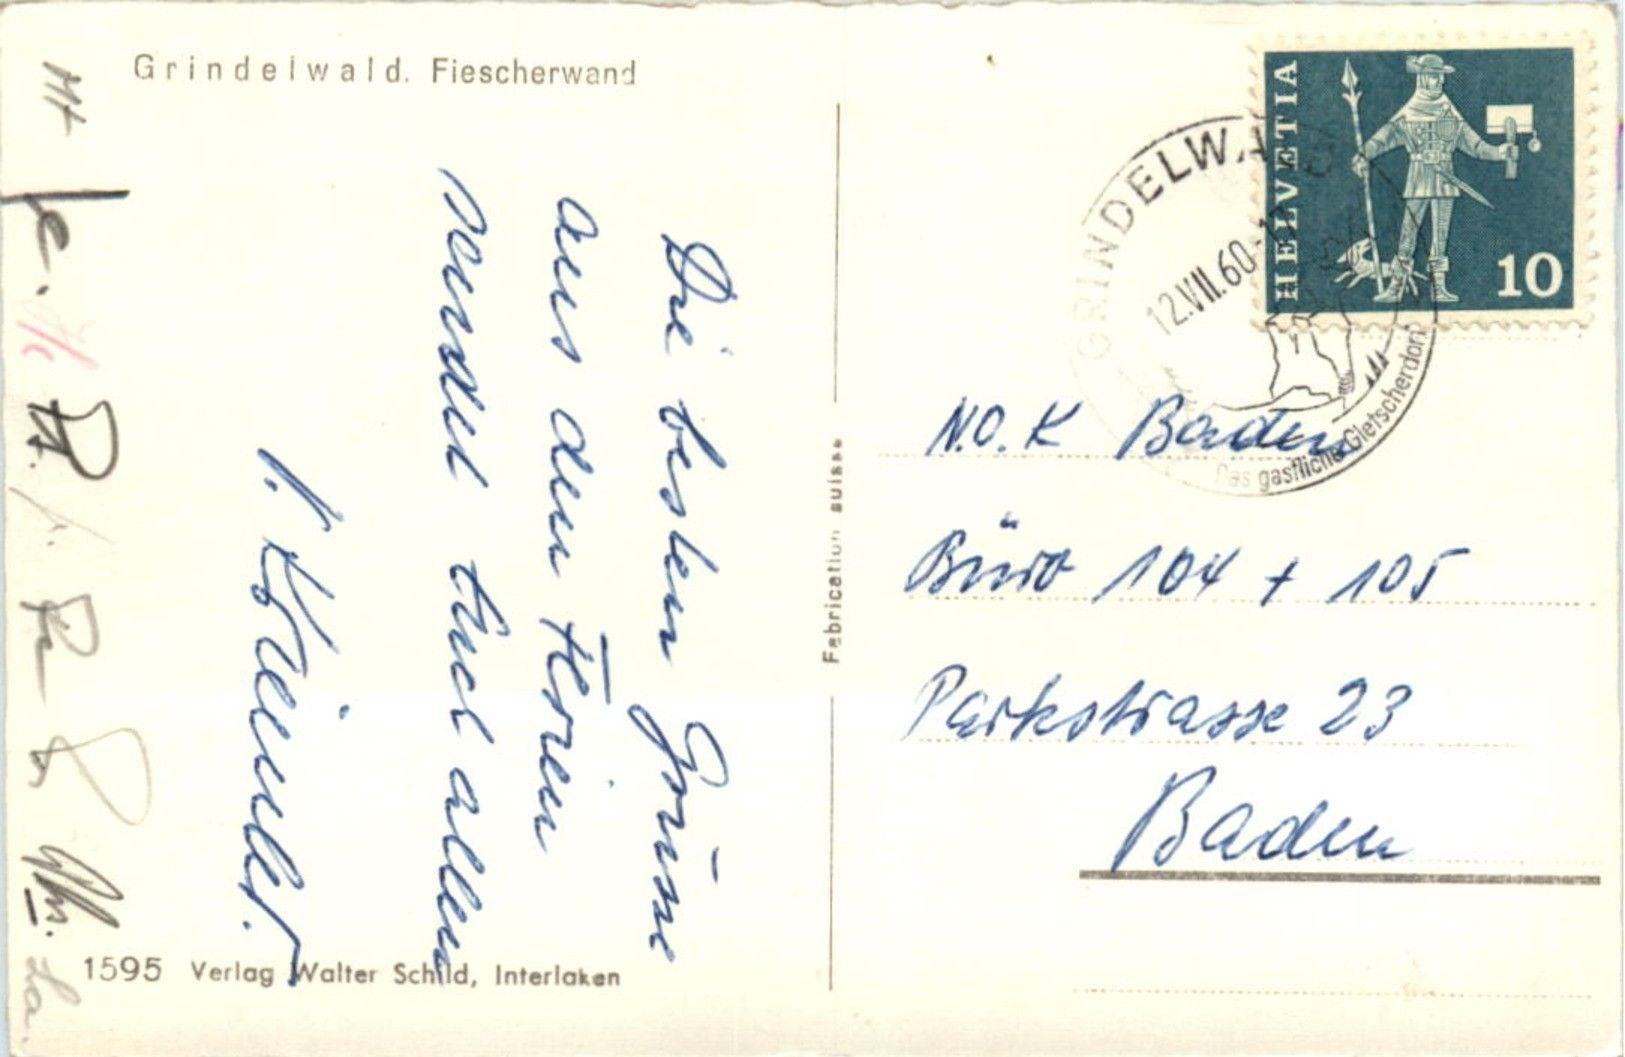 Grindelwald. Fiescherwand
Die besten Grüsse
aus den Ferien
sendet Euch allen
1595 Verlag Walter Schild, Interlaken
Fabrication suisse
HELVETIA
10
GRINDELWALD
12.VIII.60
Das gastliche Gletscherdorf
N.O.K Baden
Büro 104 + 105
Parkstrasse 23
Baden